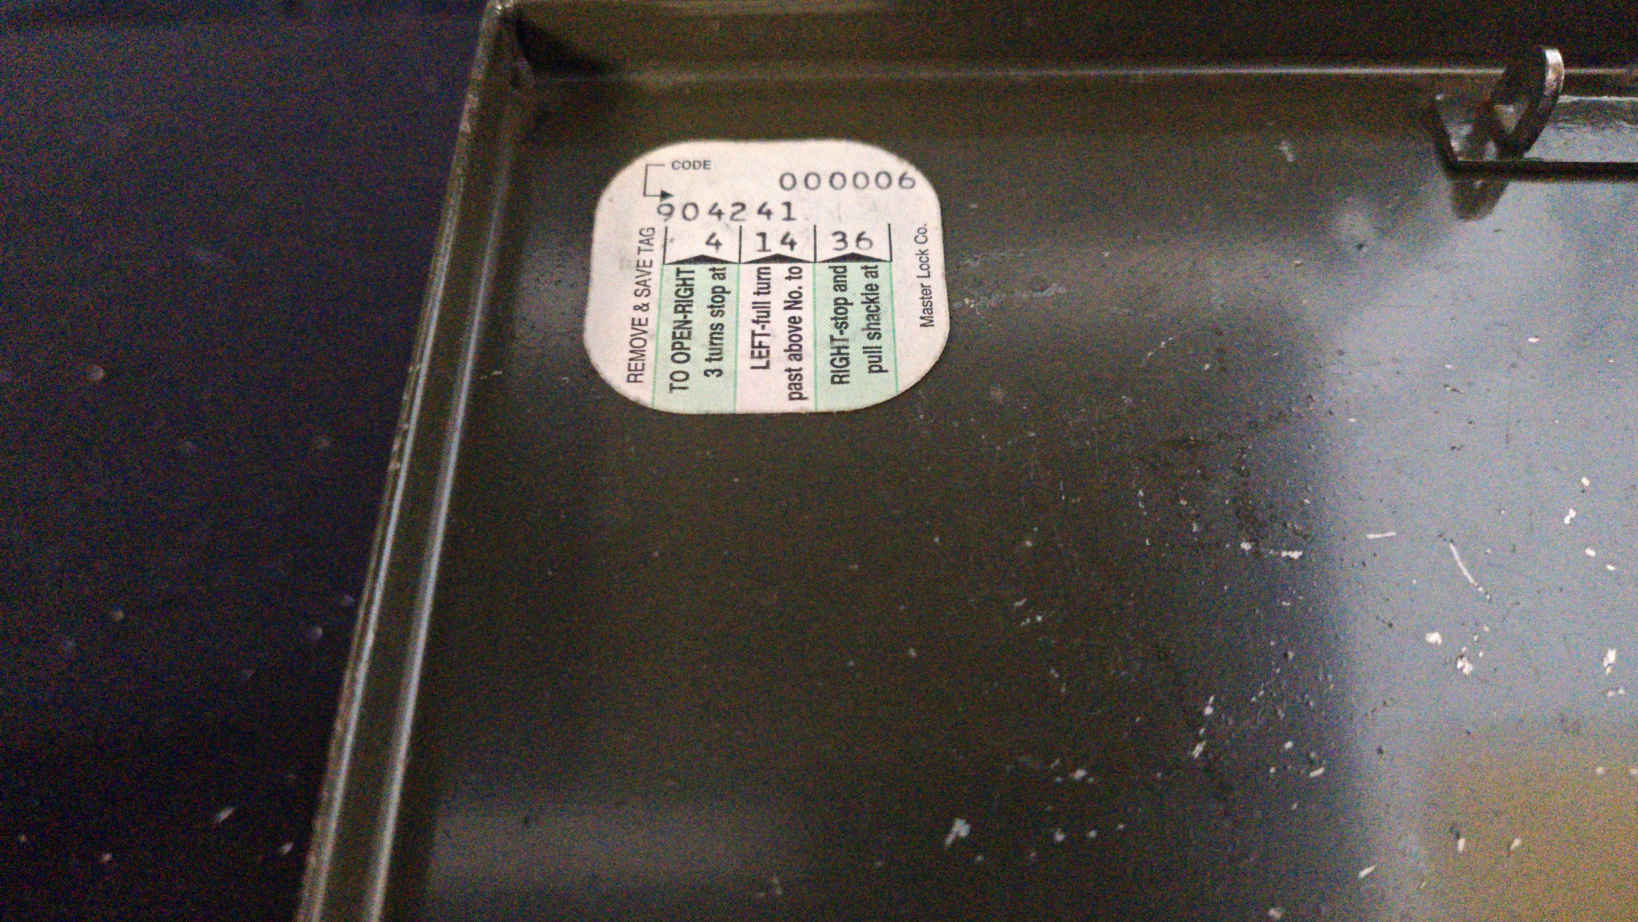 CODE
000006
904241
4 14 36
REMOVE & SAVE TAG
TO OPEN-RIGHT
3 turns stop at
LEFT-full turn
past above No. to
RIGHT-stop and
pull shackle at
Master Lock Co.